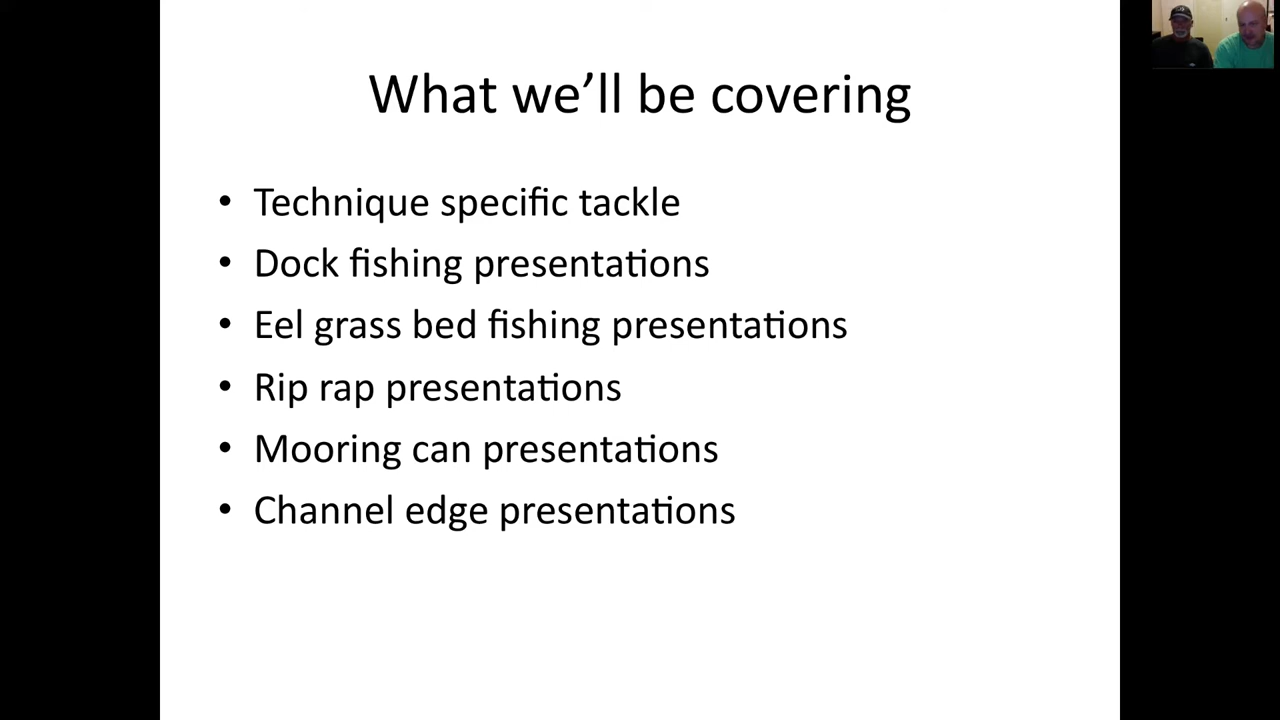 What we’ll be covering
• Technique specific tackle
• Dock fishing presentations
• Eel grass bed fishing presentations
• Rip rap presentations
• Mooring can presentations
• Channel edge presentations